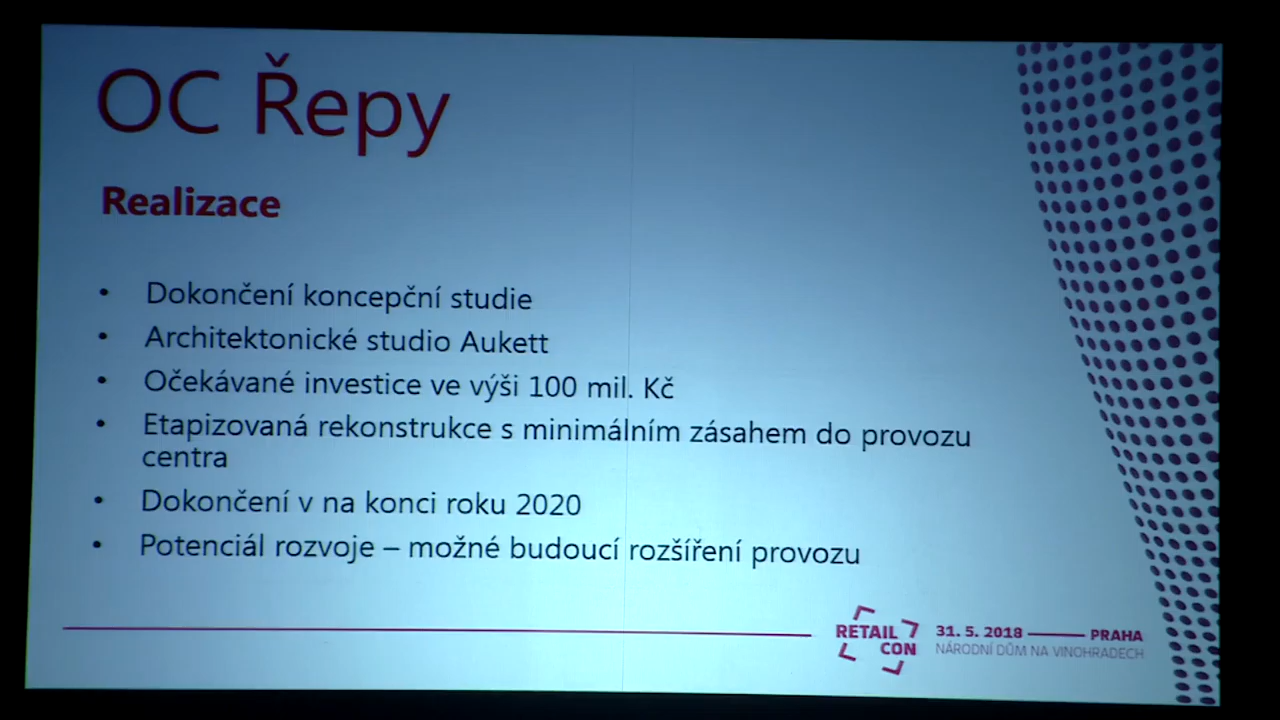 OC Řepy
Realizace
• Dokončení koncepční studie
• Architektonické studio Aukett
• Očekávané investice ve výši 100 mil. Kč
• Etapizovaná rekonstrukce s minimálním zásahem do provozu
centra
• Dokončení v na konci roku 2020
• Potenciál rozvoje – možné budoucí rozšíření provozu
RETAIL
CON
31. 5. 2018 PRAHA
NÁRODNÍ DŮM NA VINOHRADECH